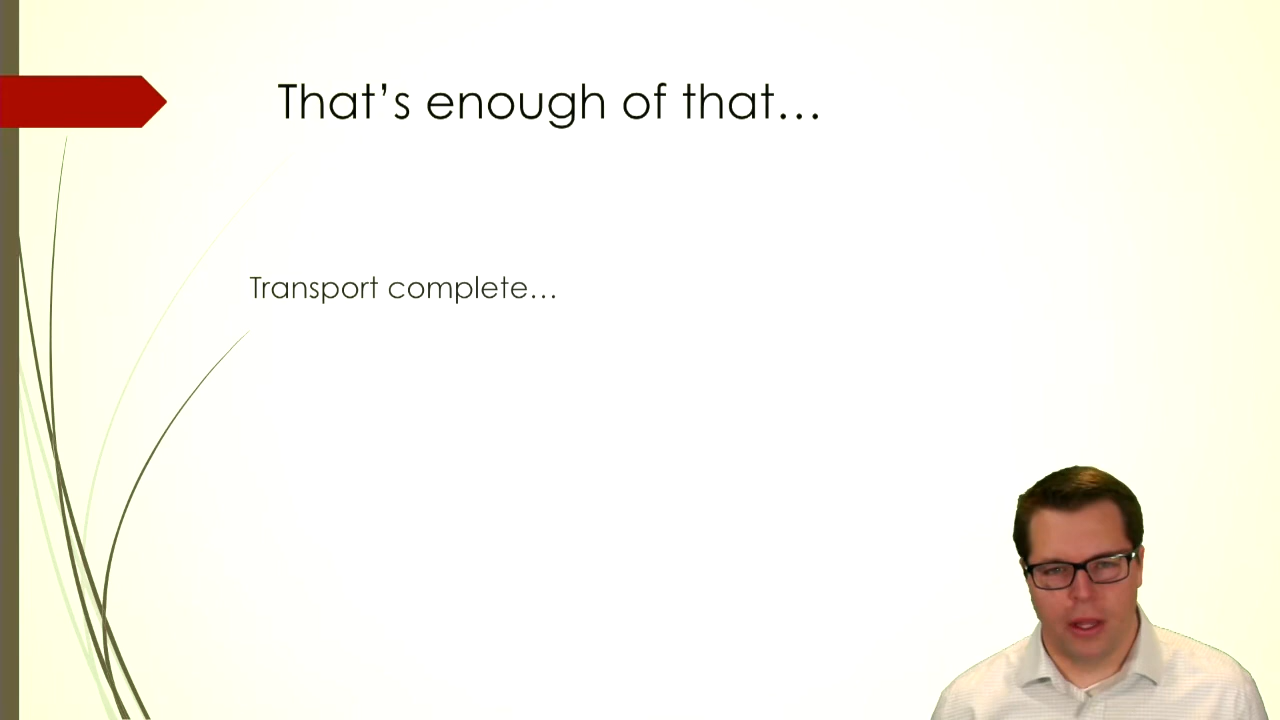 That’s enough of that…
Transport complete…